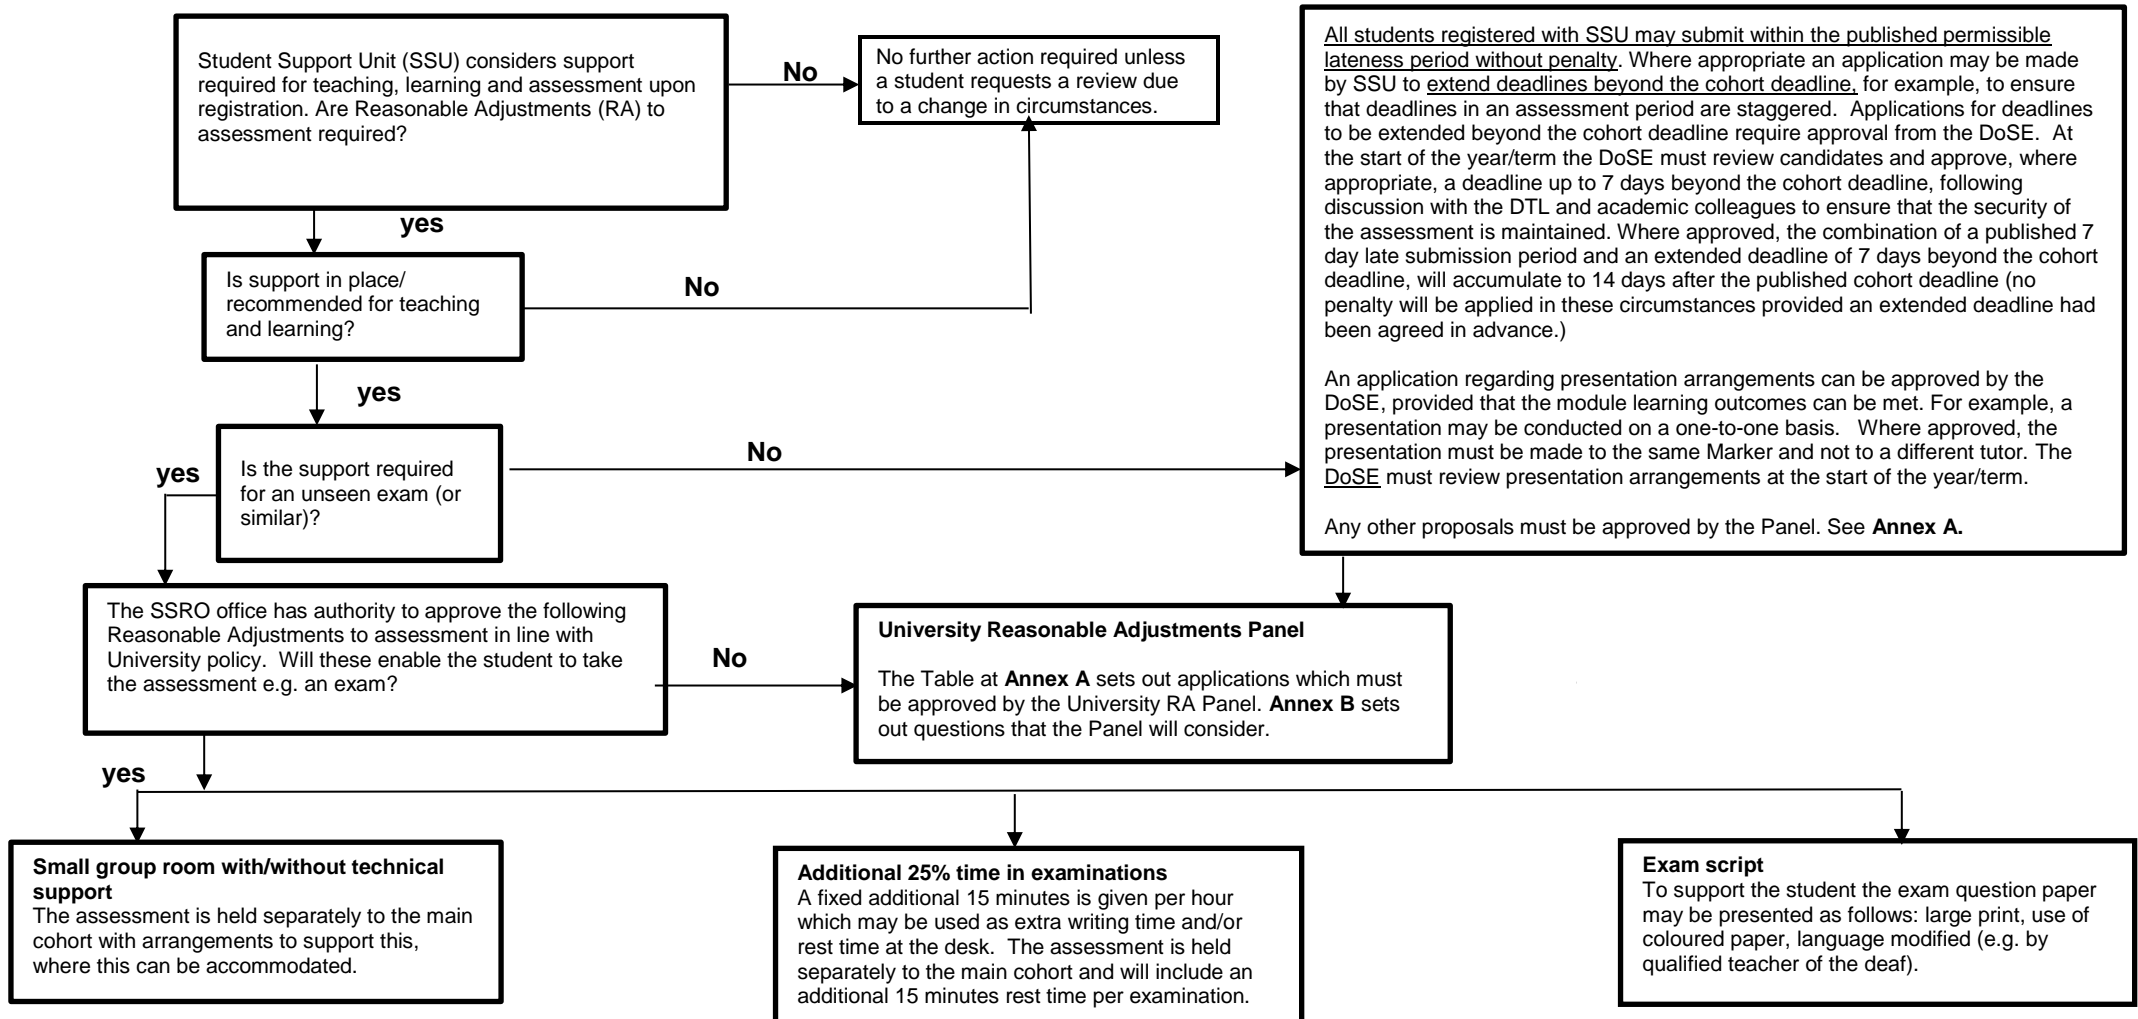 Student Support Unit (SSU) considers support
required for teaching, learning and assessment upon
registration. Are Reasonable Adjustments (RA) to
assessment required?
No
No further action required unless
a student requests a review due
to a change in circumstances.
yes
Is support in place/
recommended for teaching
and learning?
No
yes
Is the support required
for an unseen exam (or
similar)?
No
All students registered with SSU may submit within the published permissible
lateness period without penalty. Where appropriate an application may be made
by SSU to extend deadlines beyond the cohort deadline, for example, to ensure
that deadlines in an assessment period are staggered. Applications for deadlines
to be extended beyond the cohort deadline require approval from the DoSE. At
the start of the year/term the DoSE must review candidates and approve, where
appropriate, a deadline up to 7 days beyond the cohort deadline, following
discussion with the DTL and academic colleagues to ensure that the security of
the assessment is maintained. Where approved, the combination of a published 7
day late submission period and an extended deadline of 7 days beyond the cohort
deadline, will accumulate to 14 days after the published cohort deadline (no
penalty will be applied in these circumstances provided an extended deadline had
been agreed in advance.)
An application regarding presentation arrangements can be approved by the
DoSE, provided that the module learning outcomes can be met. For example, a
presentation may be conducted on a one-to-one basis. Where approved, the
presentation must be made to the same Marker and not to a different tutor. The
DoSE must review presentation arrangements at the start of the year/term.
Any other proposals must be approved by the Panel. See Annex A.
yes
The SSRO office has authority to approve the following
Reasonable Adjustments to assessment in line with
University policy. Will these enable the student to take
the assessment e.g. an exam?
No
University Reasonable Adjustments Panel
The Table at Annex A sets out applications which must
be approved by the University RA Panel. Annex B sets
out questions that the Panel will consider.
yes
Small group room with/without technical
support
The assessment is held separately to the main
cohort with arrangements to support this,
where this can be accommodated.
Additional 25% time in examinations
A fixed additional 15 minutes is given per hour
which may be used as extra writing time and/or
rest time at the desk. The assessment is held
separately to the main cohort and will include an
additional 15 minutes rest time per examination.
Exam script
To support the student the exam question paper
may be presented as follows: large print, use of
coloured paper, language modified (e.g. by
qualified teacher of the deaf).